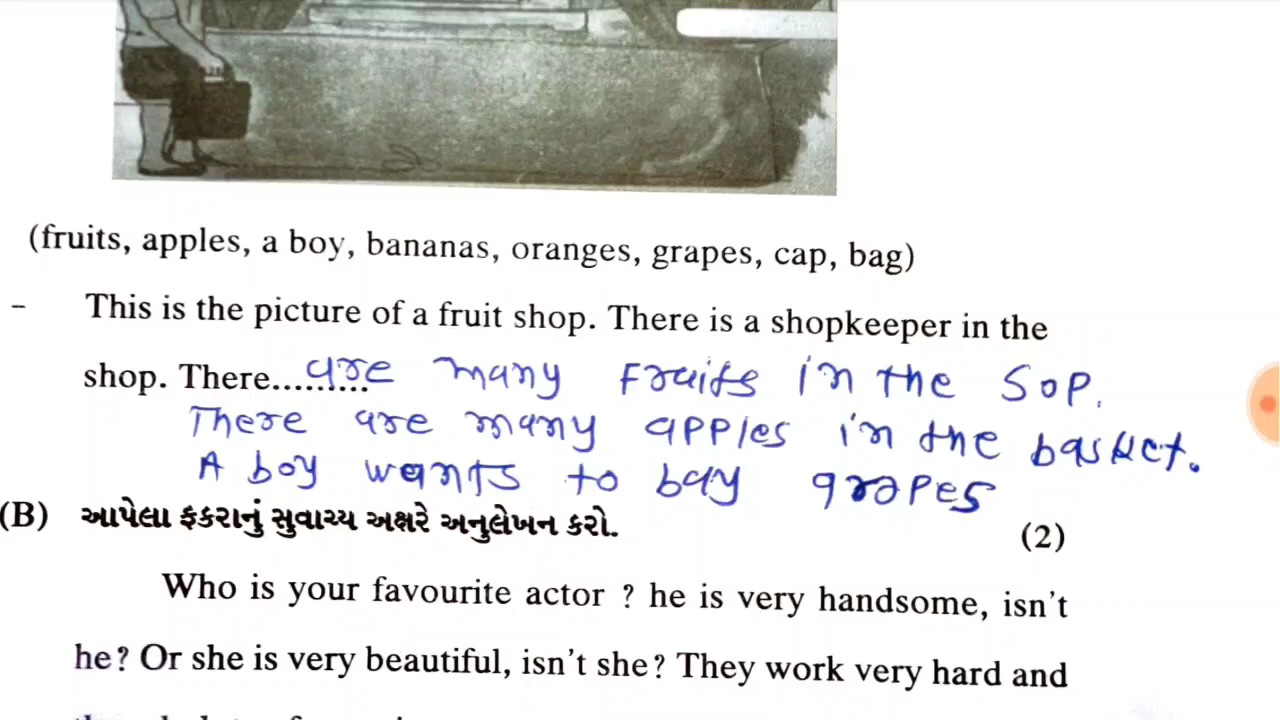 (fruits, apples, a boy, bananas, oranges, grapes, cap, bag)
- This is the picture of a fruit shop. There is a shopkeeper in the
shop. There.......... are many Fruits in the Sop.
There are many apples in the basket.
A boy wants to bay grapes
(B) આપેલા ફકરાનું સુવાચ્ય અક્ષરે અનુલેખન કરો. (2)
Who is your favourite actor ? he is very handsome, isn't
he? Or she is very beautiful, isn't she? They work very hard and